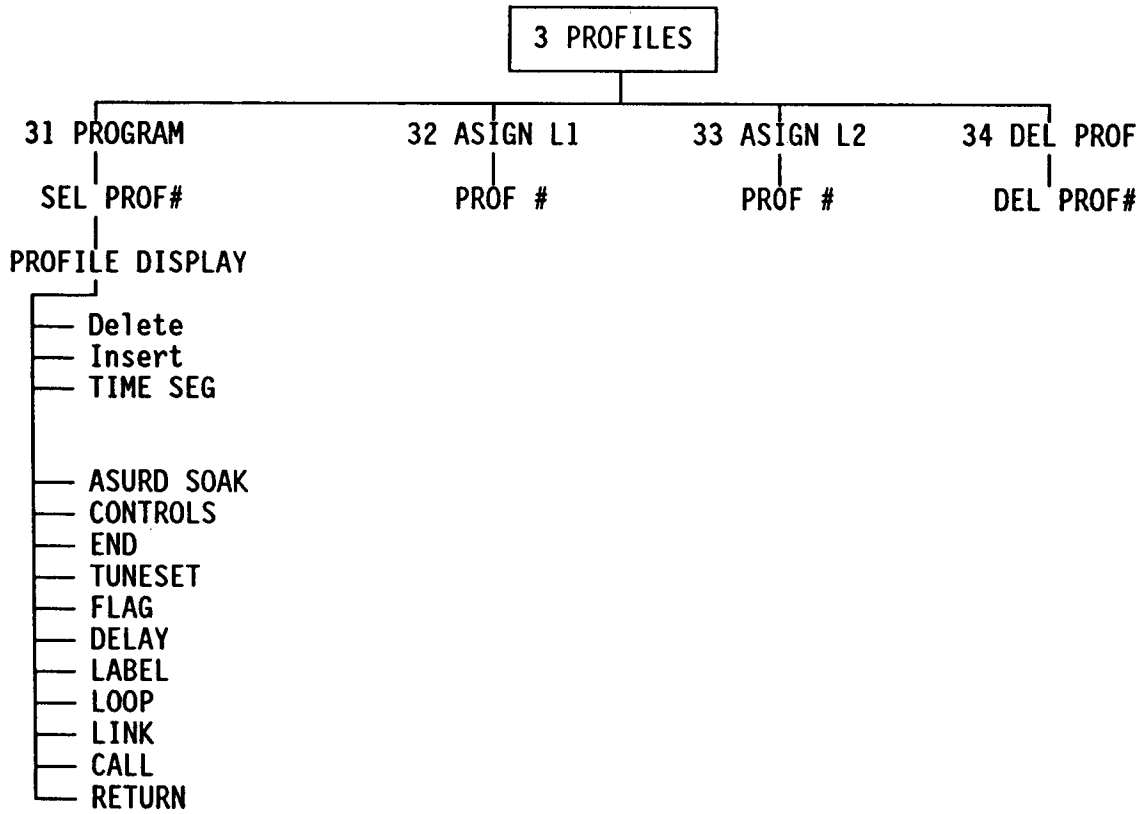 3 PROFILES
31 PROGRAM 32 ASIGN L1 33 ASIGN L2 34 DEL PROF
SEL PROF# PROF # PROF # DEL PROF#
PROFILE DISPLAY
Delete
Insert
TIME SEG
ASURD SOAK
CONTROLS
END
TUNESET
FLAG
DELAY
LABEL
LOOP
LINK
CALL
RETURN